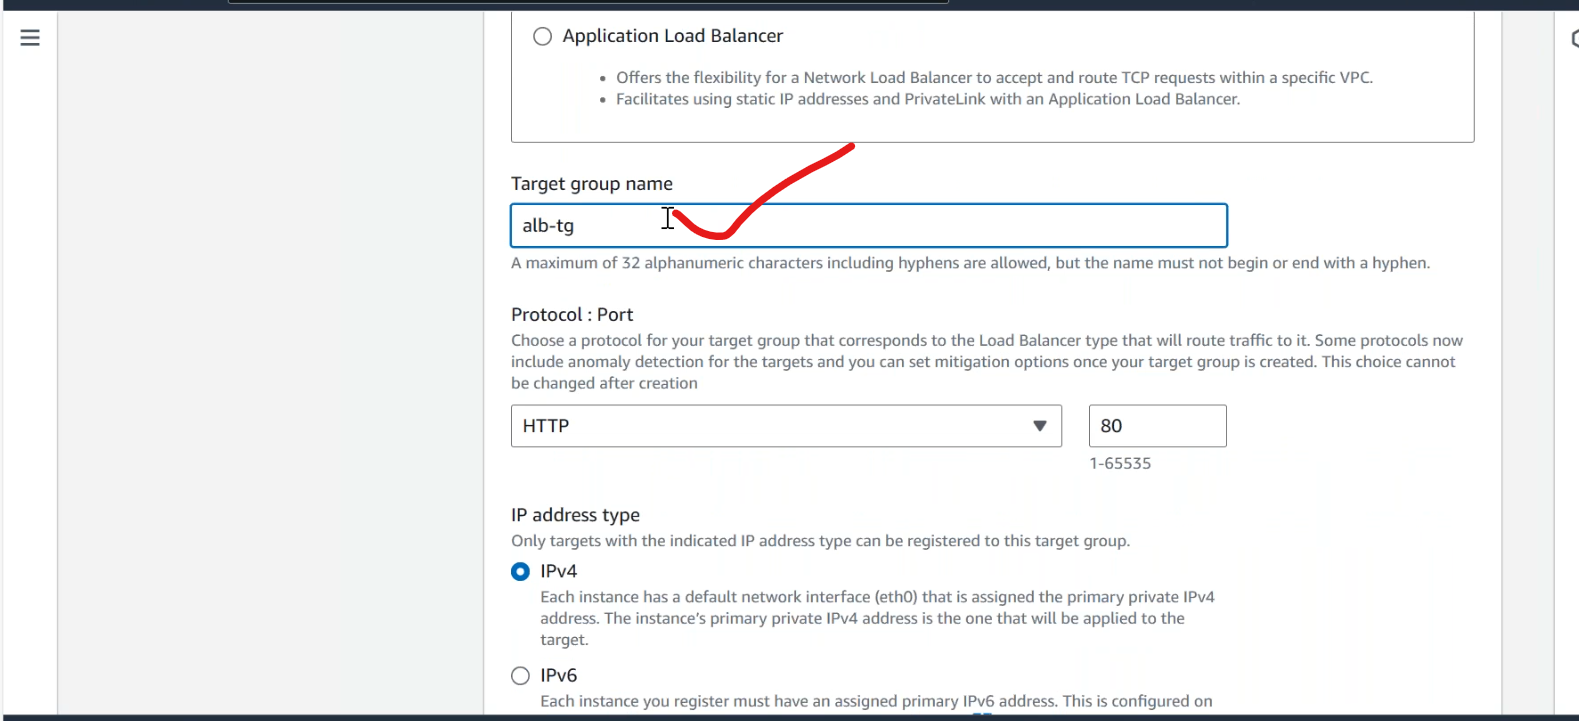 Application Load Balancer
• Offers the flexibility for a Network Load Balancer to accept and route TCP requests within a specific VPC.
• Facilitates using static IP addresses and PrivateLink with an Application Load Balancer.
Target group name
alb-tg
A maximum of 32 alphanumeric characters including hyphens are allowed, but the name must not begin or end with a hyphen.
Protocol : Port
Choose a protocol for your target group that corresponds to the Load Balancer type that will route traffic to it. Some protocols now
include anomaly detection for the targets and you can set mitigation options once your target group is created. This choice cannot
be changed after creation
HTTP
80
1-65535
IP address type
Only targets with the indicated IP address type can be registered to this target group.
IPv4
Each instance has a default network interface (eth0) that is assigned the primary private IPv4
address. The instance's primary private IPv4 address is the one that will be applied to the
target.
IPv6
Each instance you register must have an assigned primary IPv6 address. This is configured on